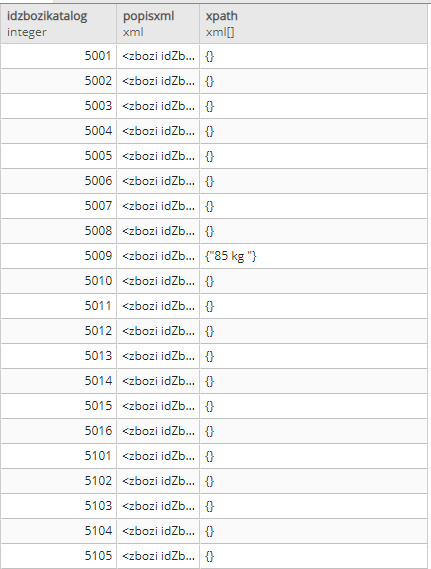 idzbozikatalog popisxml xpath
integer xml xml[]
5001 <zbozi idZb... {}
5002 <zbozi idZb... {}
5003 <zbozi idZb... {}
5004 <zbozi idZb... {}
5005 <zbozi idZb... {}
5006 <zbozi idZb... {}
5007 <zbozi idZb... {}
5008 <zbozi idZb... {}
5009 <zbozi idZb... {"85 kg "}
5010 <zbozi idZb... {}
5011 <zbozi idZb... {}
5012 <zbozi idZb... {}
5013 <zbozi idZb... {}
5014 <zbozi idZb... {}
5015 <zbozi idZb... {}
5016 <zbozi idZb... {}
5101 <zbozi idZb... {}
5102 <zbozi idZb... {}
5103 <zbozi idZb... {}
5104 <zbozi idZb... {}
5105 <zbozi idZb... {}